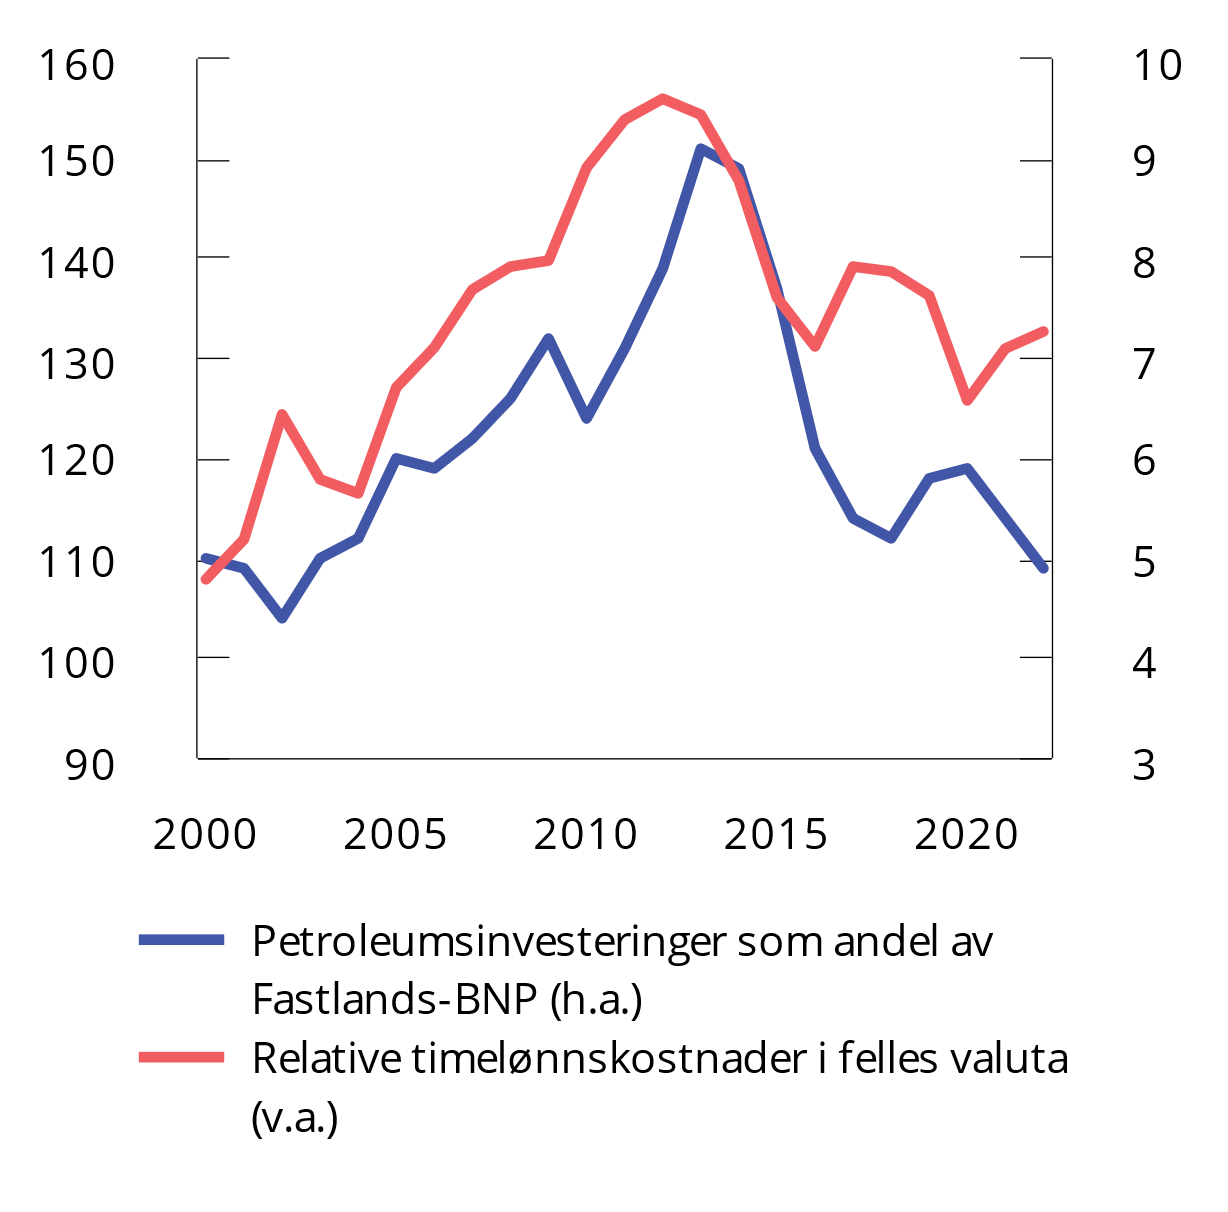 160 10
150 9
140 8
130 7
120 6
110 5
100 4
90 3
2000 2005 2010 2015 2020
Petroleumsinvesteringer som andel av
Fastlands-BNP (h.a.)
Relative timelønnskostnader i felles valuta
(v.a.)